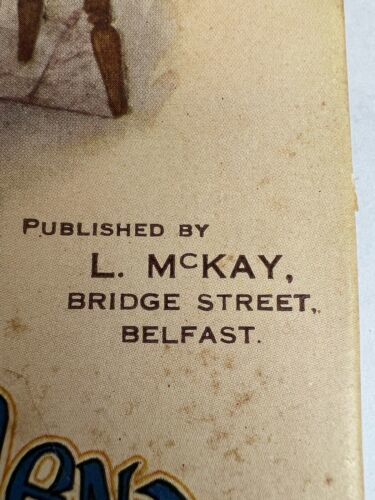 PUBLISHED BY
L. McKAY,
BRIDGE STREET,
BELFAST.